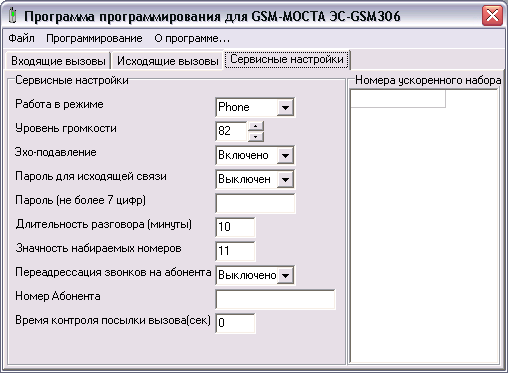 Программа программирования для GSM-МОСТА ЭС-GSM306
Файл Программирование О программе...
Входящие вызовы Исходящие вызовы Сервисные настройки
Сервисные настройки
Работа в режиме Phone
Уровень громкости 82
Эхо-подавление Включено
Пароль для исходящей связи Выключен
Пароль (не более 7 цифр)
Длительность разговора (минуты) 10
Значность набираемых номеров 11
Переадрессация звонков на абонента Выключено
Номер Абонента
Время контроля посылки вызова(сек) 0
Номера ускоренного набора